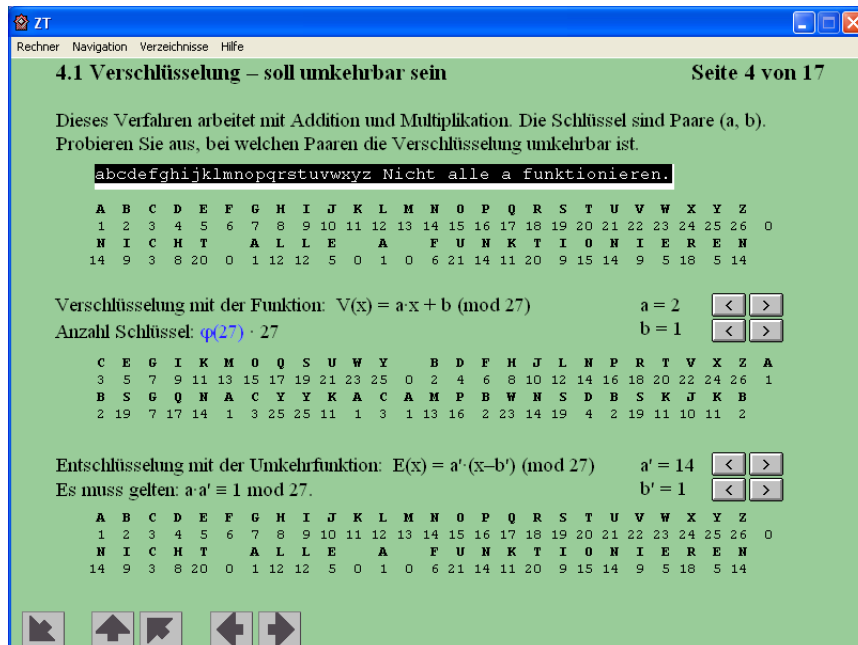 ZT
Rechner Navigation Verzeichnisse Hilfe
4.1 Verschlüsselung – soll umkehrbar sein Seite 4 von 17
Dieses Verfahren arbeitet mit Addition und Multiplikation. Die Schlüssel sind Paare (a, b).
Probieren Sie aus, bei welchen Paaren die Verschlüsselung umkehrbar ist.
abcdefghijklmnopqrstuvwxyz Nicht alle a funktionieren.
A B C D E F G H I J K L M N O P Q R S T U V W X Y Z
1 2 3 4 5 6 7 8 9 10 11 12 13 14 15 16 17 18 19 20 21 22 23 24 25 26 0
N I C H T A L L E A F U N K T I O N I E R E N
14 9 3 8 20 0 1 12 12 5 0 1 0 6 21 14 11 20 9 15 14 9 5 18 5 14
Verschlüsselung mit der Funktion: V(x) = a·x + b (mod 27) a = 2 < >
Anzahl Schlüssel: φ(27) · 27 b = 1 < >
C E G I K M O Q S U W Y B D F H J L N P R T V X Z A
3 5 7 9 11 13 15 17 19 21 23 25 0 2 4 6 8 10 12 14 16 18 20 22 24 26 1
B S G Q N A C Y Y K A C A M P B W N S D B S K J K B
2 19 7 17 14 1 3 25 25 11 1 3 1 13 16 2 23 14 19 4 2 19 11 10 11 2
Entschlüsselung mit der Umkehrfunktion: E(x) = a'·(x–b') (mod 27) a' = 14 < >
Es muss gelten: a·a' ≡ 1 mod 27. b' = 1 < >
A B C D E F G H I J K L M N O P Q R S T U V W X Y Z
1 2 3 4 5 6 7 8 9 10 11 12 13 14 15 16 17 18 19 20 21 22 23 24 25 26 0
N I C H T A L L E A F U N K T I O N I E R E N
14 9 3 8 20 0 1 12 12 5 0 1 0 6 21 14 11 20 9 15 14 9 5 18 5 14